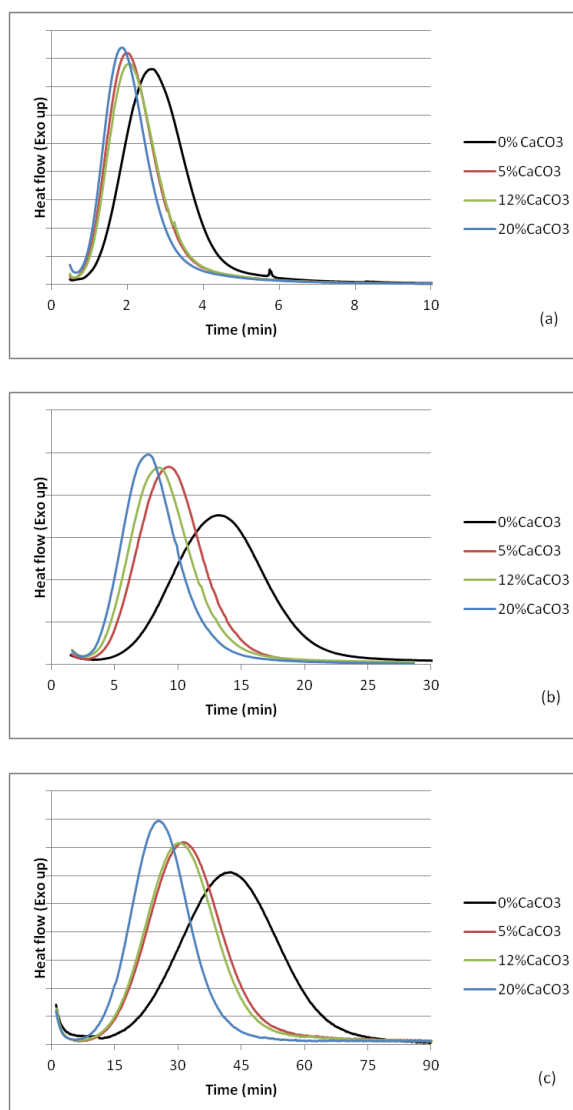 Heat flow (Exo up)
0% CaCO3
5%CaCO3
12%CaCO3
20%CaCO3
0 2 4 6 8 10
Time (min)
(a)
Heat flow (Exo up)
0%CaCO3
5%CaCO3
12%CaCO3
20%CaCO3
0 5 10 15 20 25 30
Time (min)
(b)
Heat flow (Exo up)
0%CaCO3
5%CaCO3
12%CaCO3
20%CaCO3
0 15 30 45 60 75 90
Time (min)
(c)